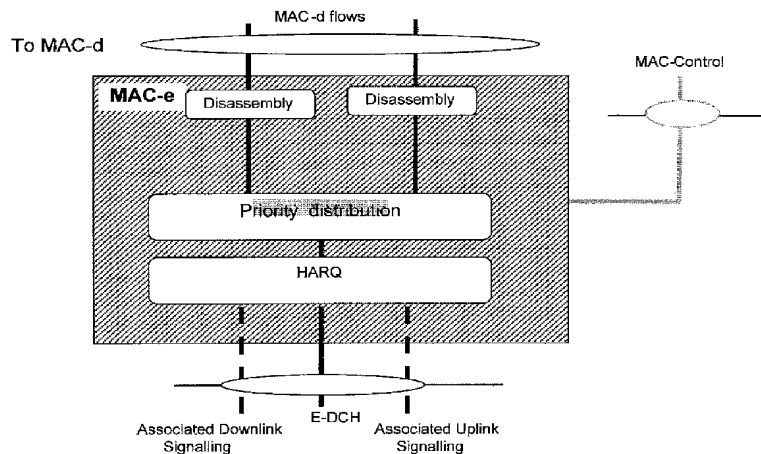 MAC-d flows
To MAC-d
MAC-Control
MAC-e
Disassembly
Disassembly
Priority distribution
HARQ
E-DCH
Associated Downlink
Signalling
Associated Uplink
Signalling